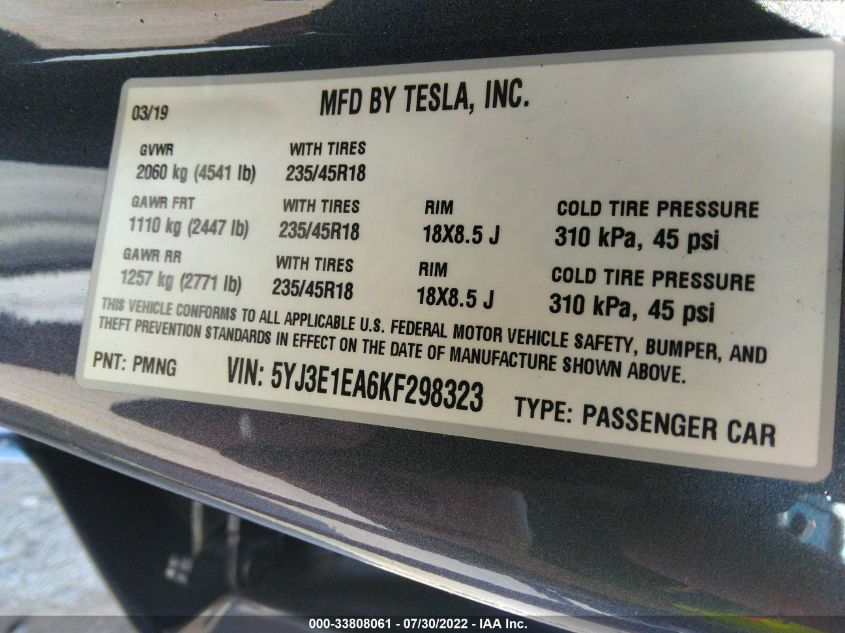 03/19 MFD BY TESLA, INC.
GVWR WITH TIRES
2060 kg (4541 lb) 235/45R18
GAWR FRT WITH TIRES RIM COLD TIRE PRESSURE
1110 kg (2447 lb) 235/45R18 18X8.5 J 310 kPa, 45 psi
GAWR RR WITH TIRES RIM COLD TIRE PRESSURE
1257 kg (2771 lb) 235/45R18 18X8.5 J 310 kPa, 45 psi
THIS VEHICLE CONFORMS TO ALL APPLICABLE U.S. FEDERAL MOTOR VEHICLE SAFETY, BUMPER, AND
THEFT PREVENTION STANDARDS IN EFFECT ON THE DATE OF MANUFACTURE SHOWN ABOVE.
PNT: PMNG VIN: 5YJ3E1EA6KF298323 TYPE: PASSENGER CAR
000-33808061 - 07/30/2022 - IAA Inc.